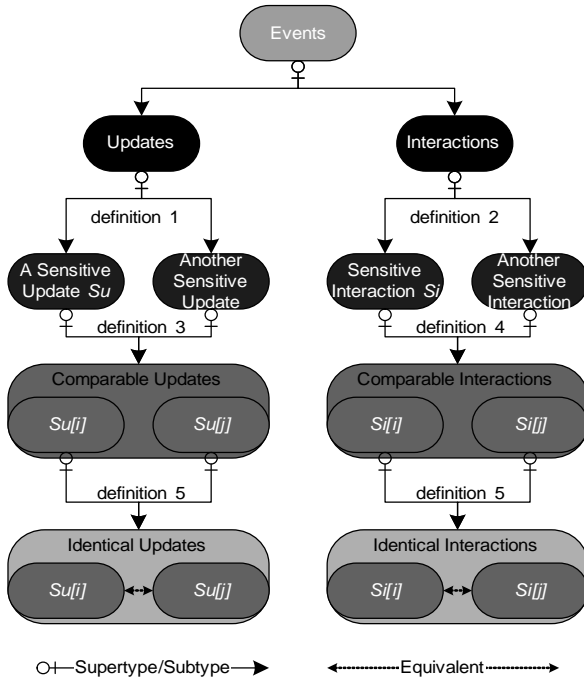 Events
Updates
Interactions
definition 1
definition 2
A Sensitive
Update Su
Another
Sensitive
Update
Sensitive
Interaction Si
Another
Sensitive
Interaction
definition 3
definition 4
Comparable Updates
Su[i]
Su[j]
Comparable Interactions
Si[i]
Si[j]
definition 5
definition 5
Identical Updates
Su[i]
Su[j]
Identical Interactions
Si[i]
Si[j]
Supertype/Subtype
Equivalent